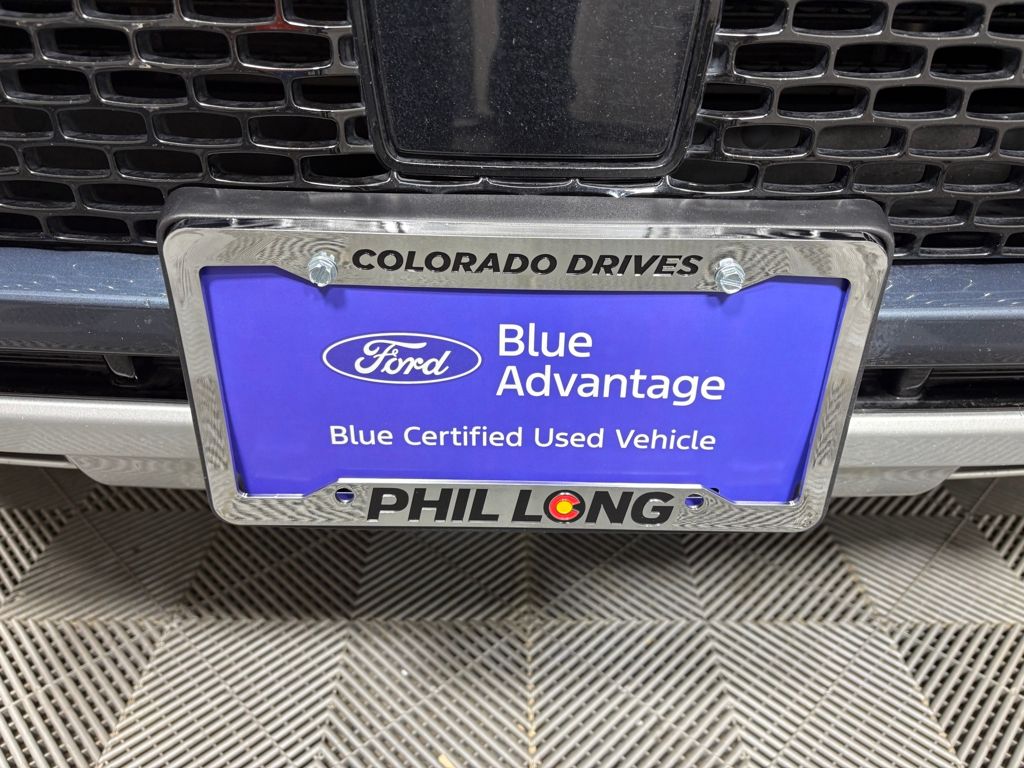 COLORADO DRIVES
Ford
Blue
Advantage
Blue Certified Used Vehicle
PHIL LONG